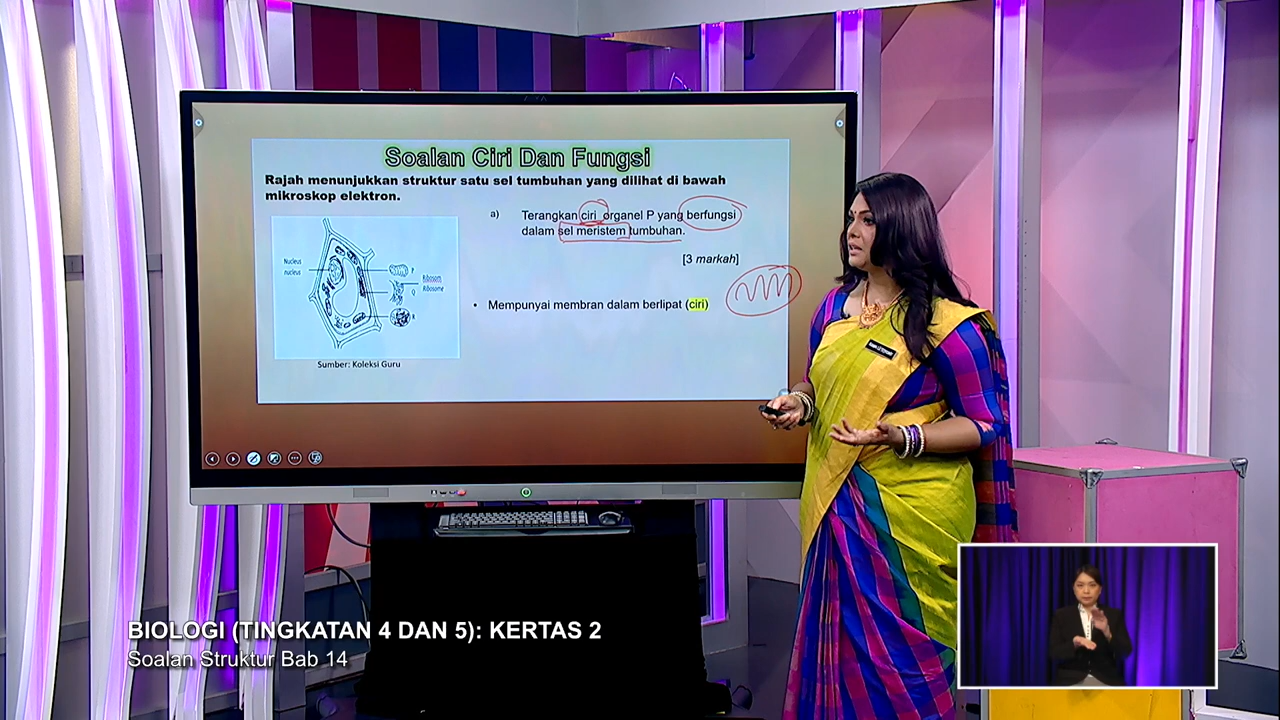 Soalan Ciri Dan Fungsi
Rajah menunjukkan struktur satu sel tumbuhan yang dilihat di bawah
mikroskop elektron.
a) Terangkan ciri organel P yang berfungsi
dalam sel meristem tumbuhan.
[3 markah]
• Mempunyai membran dalam berlipat (ciri)
Nucleus
nucleus
P
Ribosom
Ribosome
Q
R
Sumber: Koleksi Guru
BIOLOGI (TINGKATAN 4 DAN 5): KERTAS 2
Soalan Struktur Bab 14